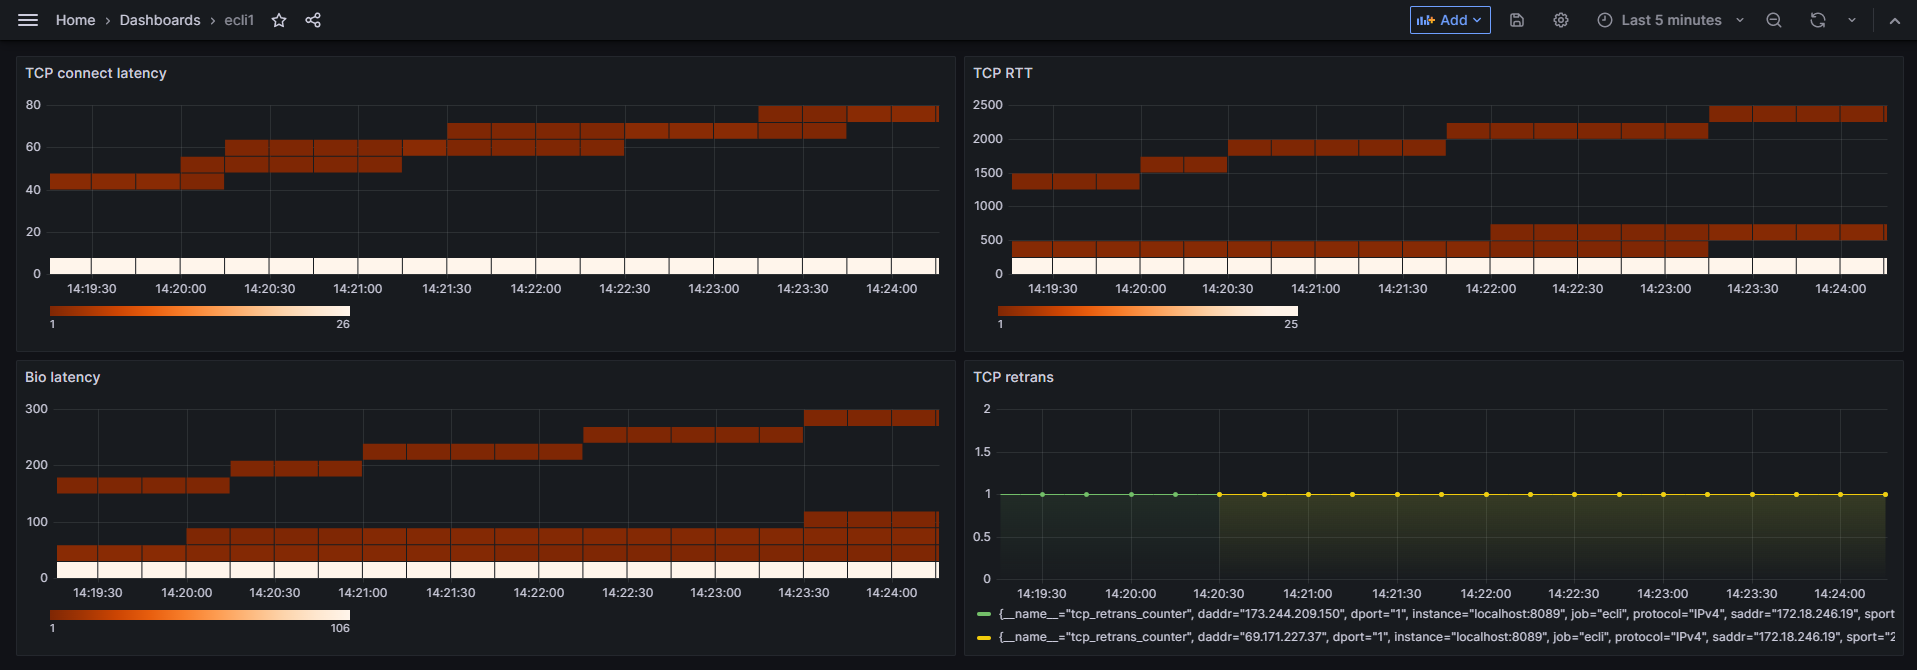 Home › Dashboards › ecli1
Add
Last 5 minutes
TCP connect latency
80
60
40
20
0
14:19:30 14:20:00 14:20:30 14:21:00 14:21:30 14:22:00 14:22:30 14:23:00 14:23:30 14:24:00
1 26
TCP RTT
2500
2000
1500
1000
500
0
14:19:30 14:20:00 14:20:30 14:21:00 14:21:30 14:22:00 14:22:30 14:23:00 14:23:30 14:24:00
1 25
Bio latency
300
200
100
0
14:19:30 14:20:00 14:20:30 14:21:00 14:21:30 14:22:00 14:22:30 14:23:00 14:23:30 14:24:00
1 106
TCP retrans
2
1.5
1
0.5
0
14:19:30 14:20:00 14:20:30 14:21:00 14:21:30 14:22:00 14:22:30 14:23:00 14:23:30 14:24:00
{__name__="tcp_retrans_counter", daddr="173.244.209.150", dport="1", instance="localhost:8089", job="ecli", protocol="IPv4", saddr="172.18.246.19", sport
{__name__="tcp_retrans_counter", daddr="69.171.227.37", dport="1", instance="localhost:8089", job="ecli", protocol="IPv4", saddr="172.18.246.19", sport="2